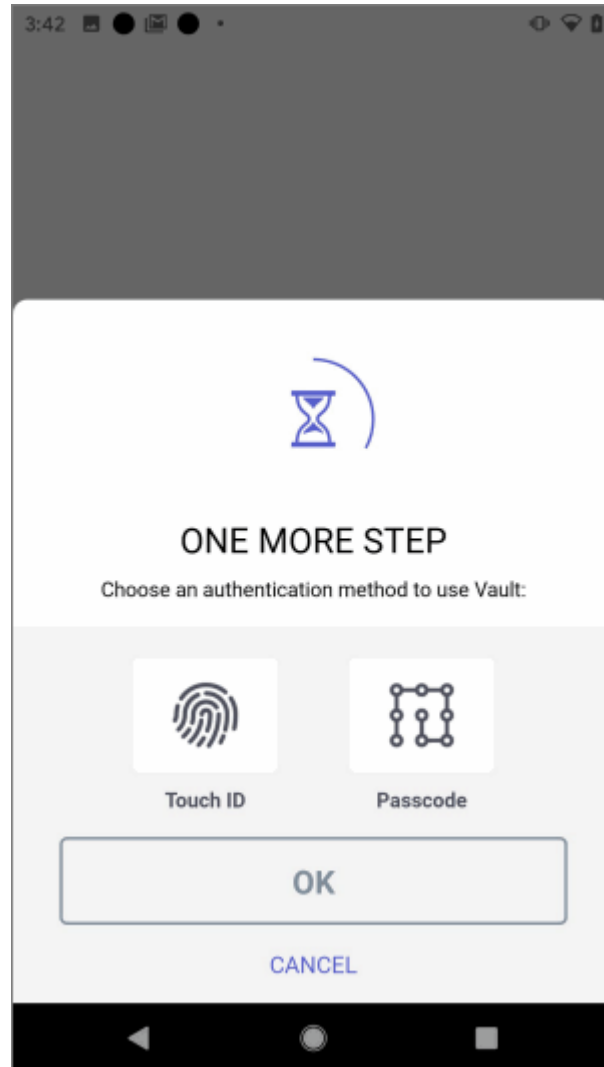 3:42
ONE MORE STEP
Choose an authentication method to use Vault:
Touch ID
Passcode
OK
CANCEL